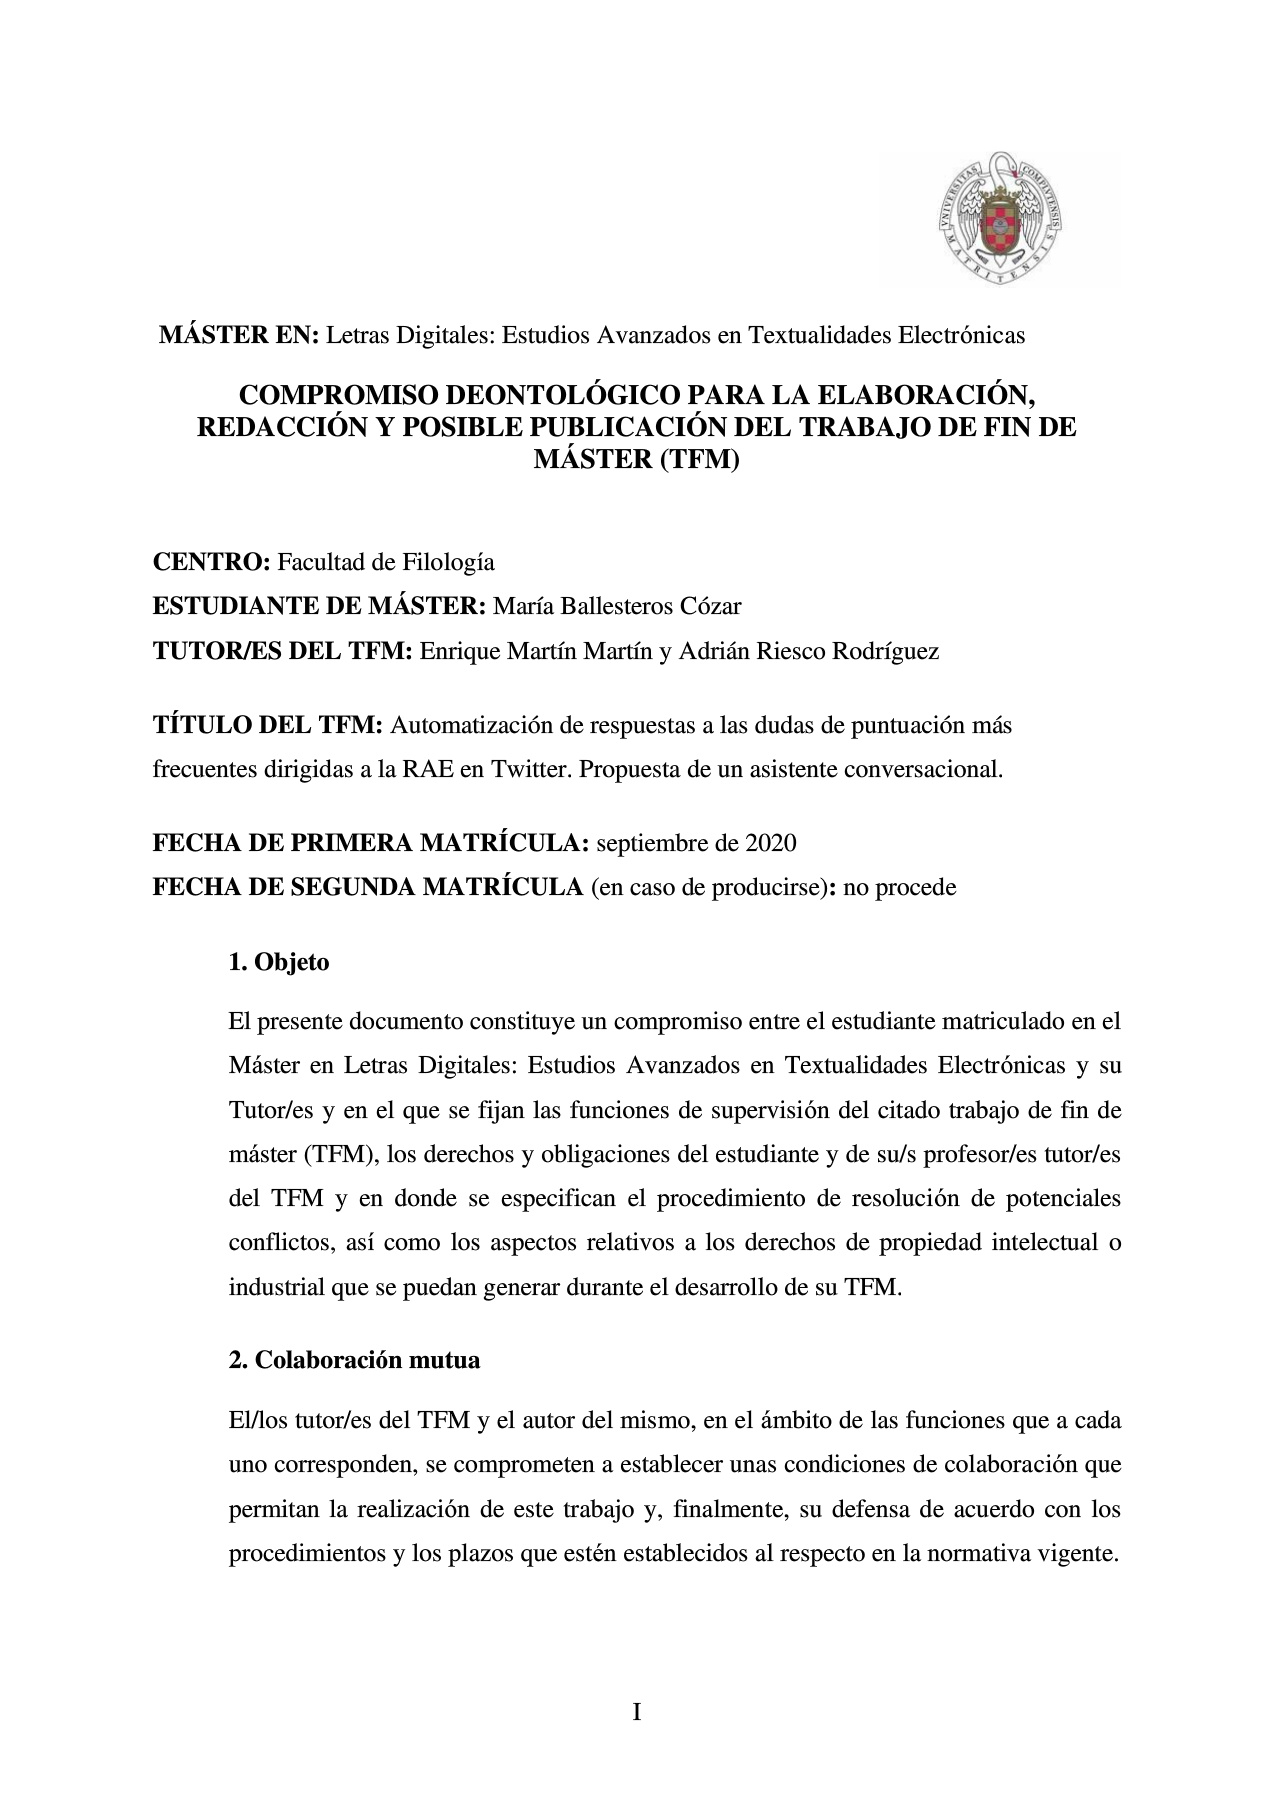 VNIVERSITAS COMPLVTENSIS
MATRITENSIS
MÁSTER EN: Letras Digitales: Estudios Avanzados en Textualidades Electrónicas
COMPROMISO DEONTOLÓGICO PARA LA ELABORACIÓN,
REDACCIÓN Y POSIBLE PUBLICACIÓN DEL TRABAJO DE FIN DE
MÁSTER (TFM)
CENTRO: Facultad de Filología
ESTUDIANTE DE MÁSTER: María Ballesteros Cózar
TUTOR/ES DEL TFM: Enrique Martín Martín y Adrián Riesco Rodríguez
TÍTULO DEL TFM: Automatización de respuestas a las dudas de puntuación más
frecuentes dirigidas a la RAE en Twitter. Propuesta de un asistente conversacional.
FECHA DE PRIMERA MATRÍCULA: septiembre de 2020
FECHA DE SEGUNDA MATRÍCULA (en caso de producirse): no procede
1. Objeto
El presente documento constituye un compromiso entre el estudiante matriculado en el
Máster en Letras Digitales: Estudios Avanzados en Textualidades Electrónicas y su
Tutor/es y en el que se fijan las funciones de supervisión del citado trabajo de fin de
máster (TFM), los derechos y obligaciones del estudiante y de su/s profesor/es tutor/es
del TFM y en donde se especifican el procedimiento de resolución de potenciales
conflictos, así como los aspectos relativos a los derechos de propiedad intelectual o
industrial que se puedan generar durante el desarrollo de su TFM.
2. Colaboración mutua
El/los tutor/es del TFM y el autor del mismo, en el ámbito de las funciones que a cada
uno corresponden, se comprometen a establecer unas condiciones de colaboración que
permitan la realización de este trabajo y, finalmente, su defensa de acuerdo con los
procedimientos y los plazos que estén establecidos al respecto en la normativa vigente.
I